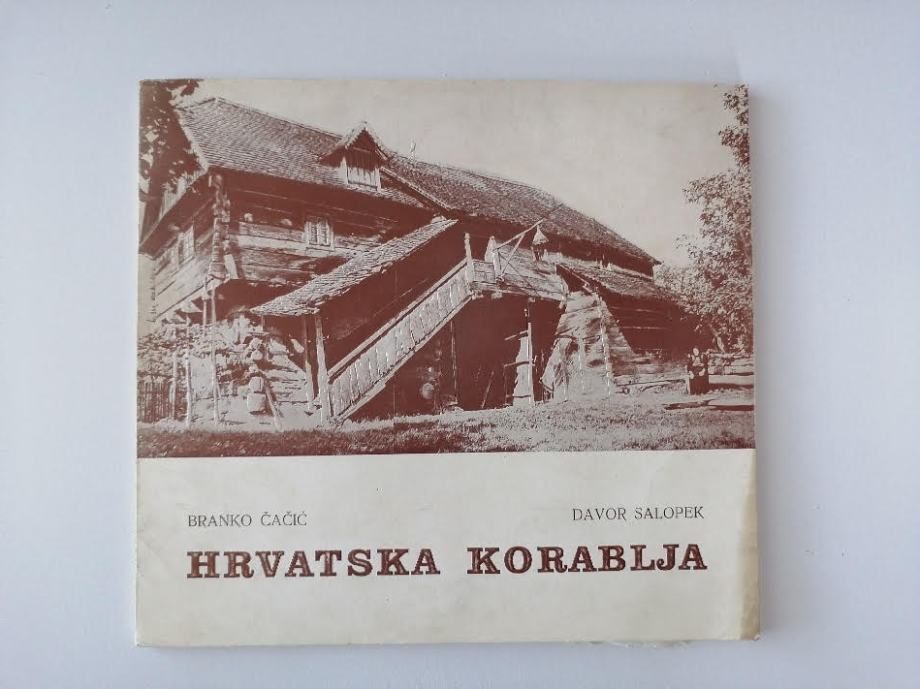 BRANKO ČAČIĆ
DAVOR SALOPEK
HRVATSKA KORABLJA